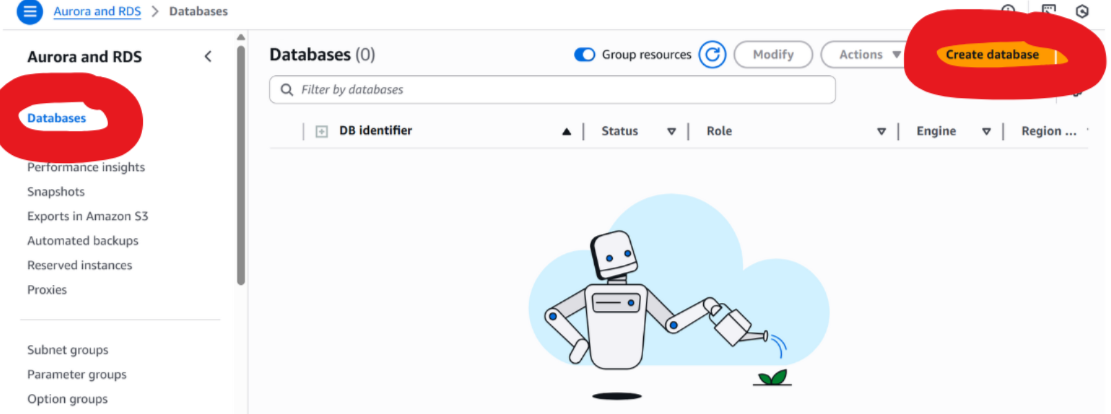 Aurora and RDS > Databases
Aurora and RDS
Databases
Performance insights
Snapshots
Exports in Amazon S3
Automated backups
Reserved instances
Proxies
Subnet groups
Parameter groups
Option groups
Databases (0)
Group resources
Modify
Actions
Create database
Filter by databases
DB identifier
Status
Role
Engine
Region ...